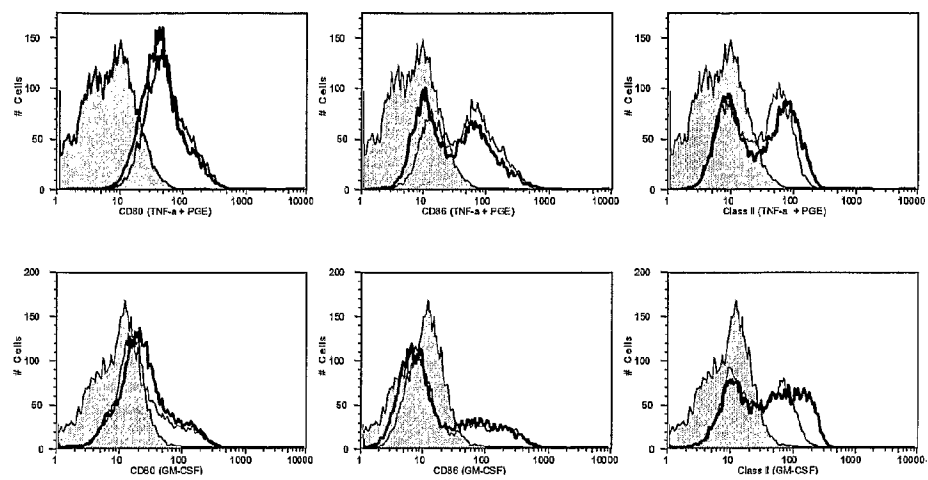 # Cells
150
100
50
0
1 10 100 1000 10000
CD80 (TNF-a + PGE)
# Cells
150
100
50
0
1 10 100 1000 10000
CD86 (TNF-a + PGE)
# Cells
150
100
50
0
1 10 100 1000 10000
Class II (TNF-a + PGE)
# Cells
200
150
100
50
0
1 10 100 1000 10000
CD80 (GM-CSF)
# Cells
200
150
100
50
0
1 10 100 1000 10000
CD86 (GM-CSF)
# Cells
200
150
100
50
0
1 10 100 1000 10000
Class II (GM-CSF)